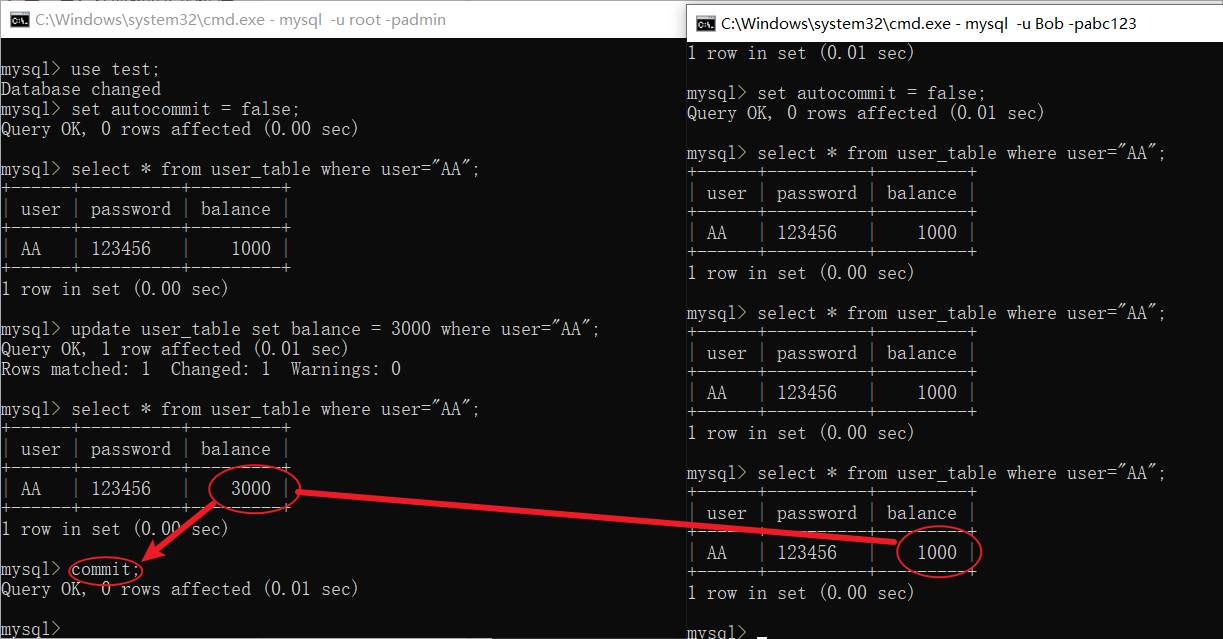 C:\Windows\system32\cmd.exe - mysql  -u root -padmin
mysql> use test;
Database changed
mysql> set autocommit = false;
Query OK, 0 rows affected (0.00 sec)
mysql> select * from user_table where user="AA";
+------+----------+---------+
| user | password | balance |
+------+----------+---------+
| AA   | 123456   |    1000 |
+------+----------+---------+
1 row in set (0.00 sec)
mysql> update user_table set balance = 3000 where user="AA";
Query OK, 1 row affected (0.01 sec)
Rows matched: 1  Changed: 1  Warnings: 0
mysql> select * from user_table where user="AA";
+------+----------+---------+
| user | password | balance |
+------+----------+---------+
| AA   | 123456   |    3000 |
+------+----------+---------+
1 row in set (0.00 sec)
mysql> commit;
Query OK, 0 rows affected (0.01 sec)
mysql>
C:\Windows\system32\cmd.exe - mysql  -u Bob -pabc123
1 row in set (0.01 sec)
mysql> set autocommit = false;
Query OK, 0 rows affected (0.01 sec)
mysql> select * from user_table where user="AA";
+------+----------+---------+
| user | password | balance |
+------+----------+---------+
| AA   | 123456   |    1000 |
+------+----------+---------+
1 row in set (0.00 sec)
mysql> select * from user_table where user="AA";
+------+----------+---------+
| user | password | balance |
+------+----------+---------+
| AA   | 123456   |    1000 |
+------+----------+---------+
1 row in set (0.00 sec)
mysql> select * from user_table where user="AA";
+------+----------+---------+
| user | password | balance |
+------+----------+---------+
| AA   | 123456   |    1000 |
+------+----------+---------+
1 row in set (0.00 sec)
mysql> _